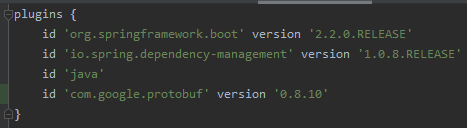 plugins {
    id 'org.springframework.boot' version '2.2.0.RELEASE'
    id 'io.spring.dependency-management' version '1.0.8.RELEASE'
    id 'java'
    id 'com.google.protobuf' version '0.8.10'
}